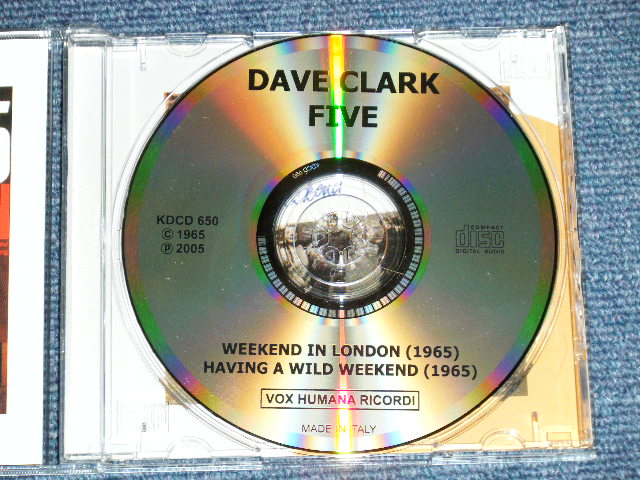 DAVE CLARK
FIVE
KDCD 650
© 1965
℗ 2005
COMPACT
DISC
DIGITAL AUDIO
WEEKEND IN LONDON (1965)
HAVING A WILD WEEKEND (1965)
VOX HUMANA RICORDI
MADE IN ITALY